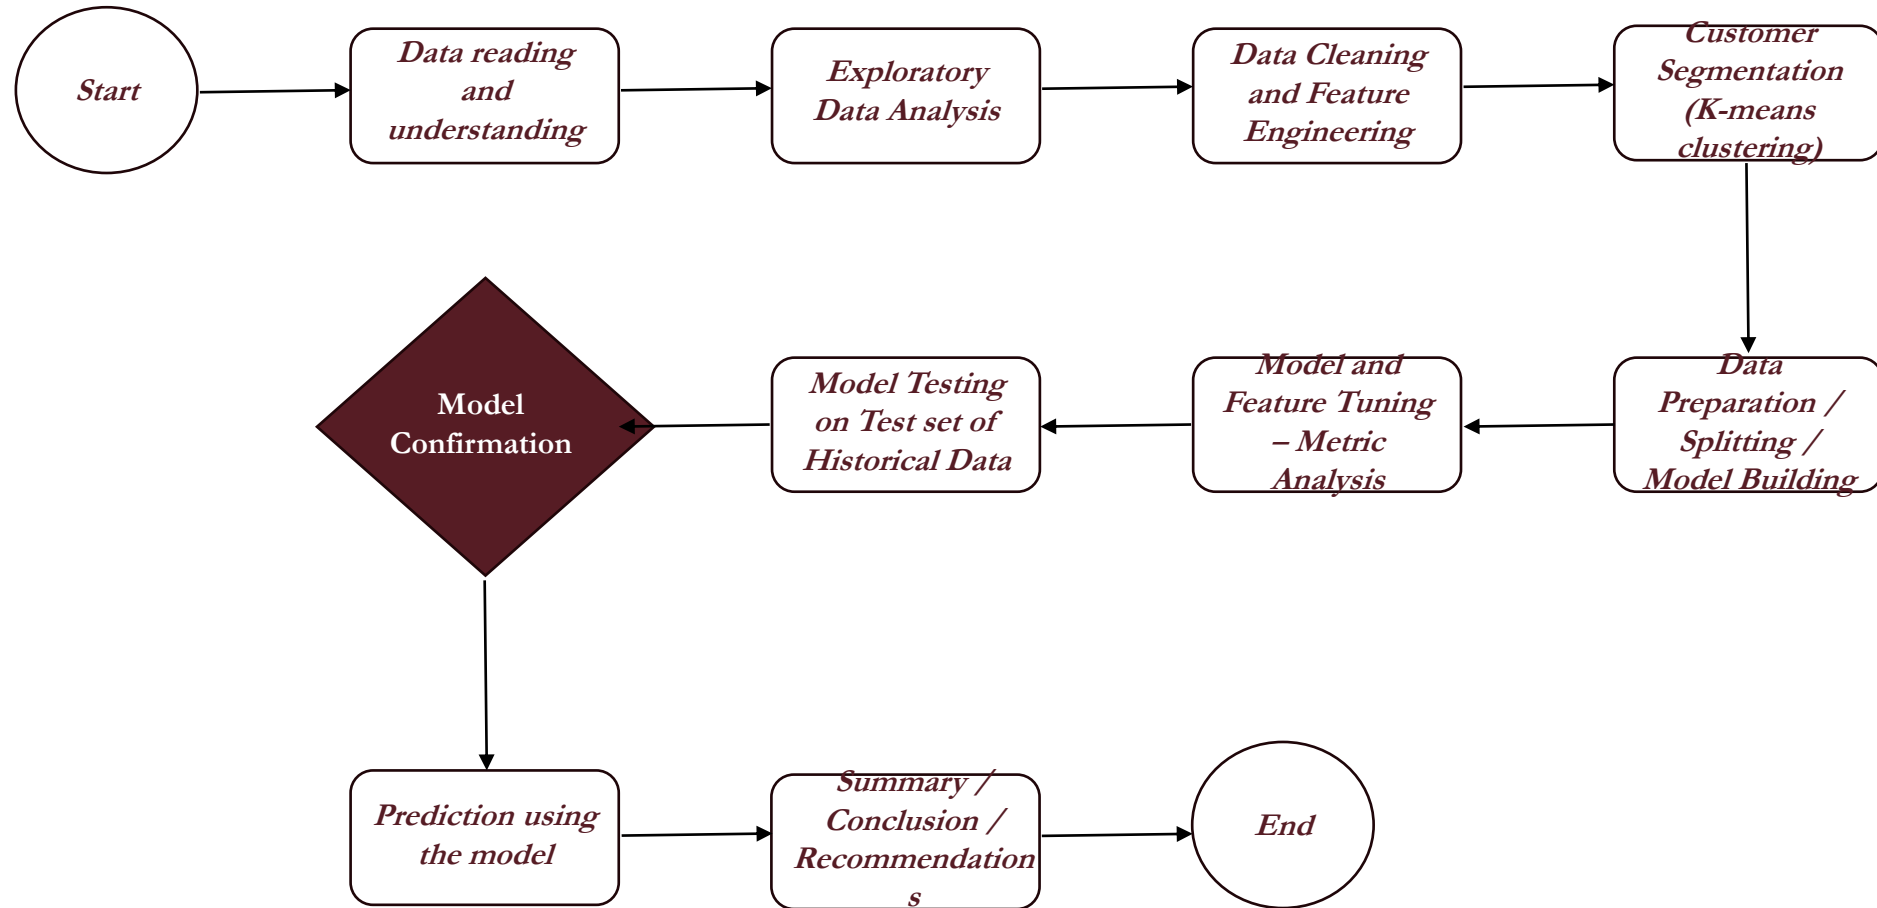 Start
Data reading
and
understanding
Exploratory
Data Analysis
Data Cleaning
and Feature
Engineering
Customer
Segmentation
(K-means
clustering)
Model
Confirmation
Model Testing
on Test set of
Historical Data
Model and
Feature Tuning
– Metric
Analysis
Data
Preparation /
Splitting /
Model Building
Prediction using
the model
Summary /
Conclusion /
Recommendation
s
End